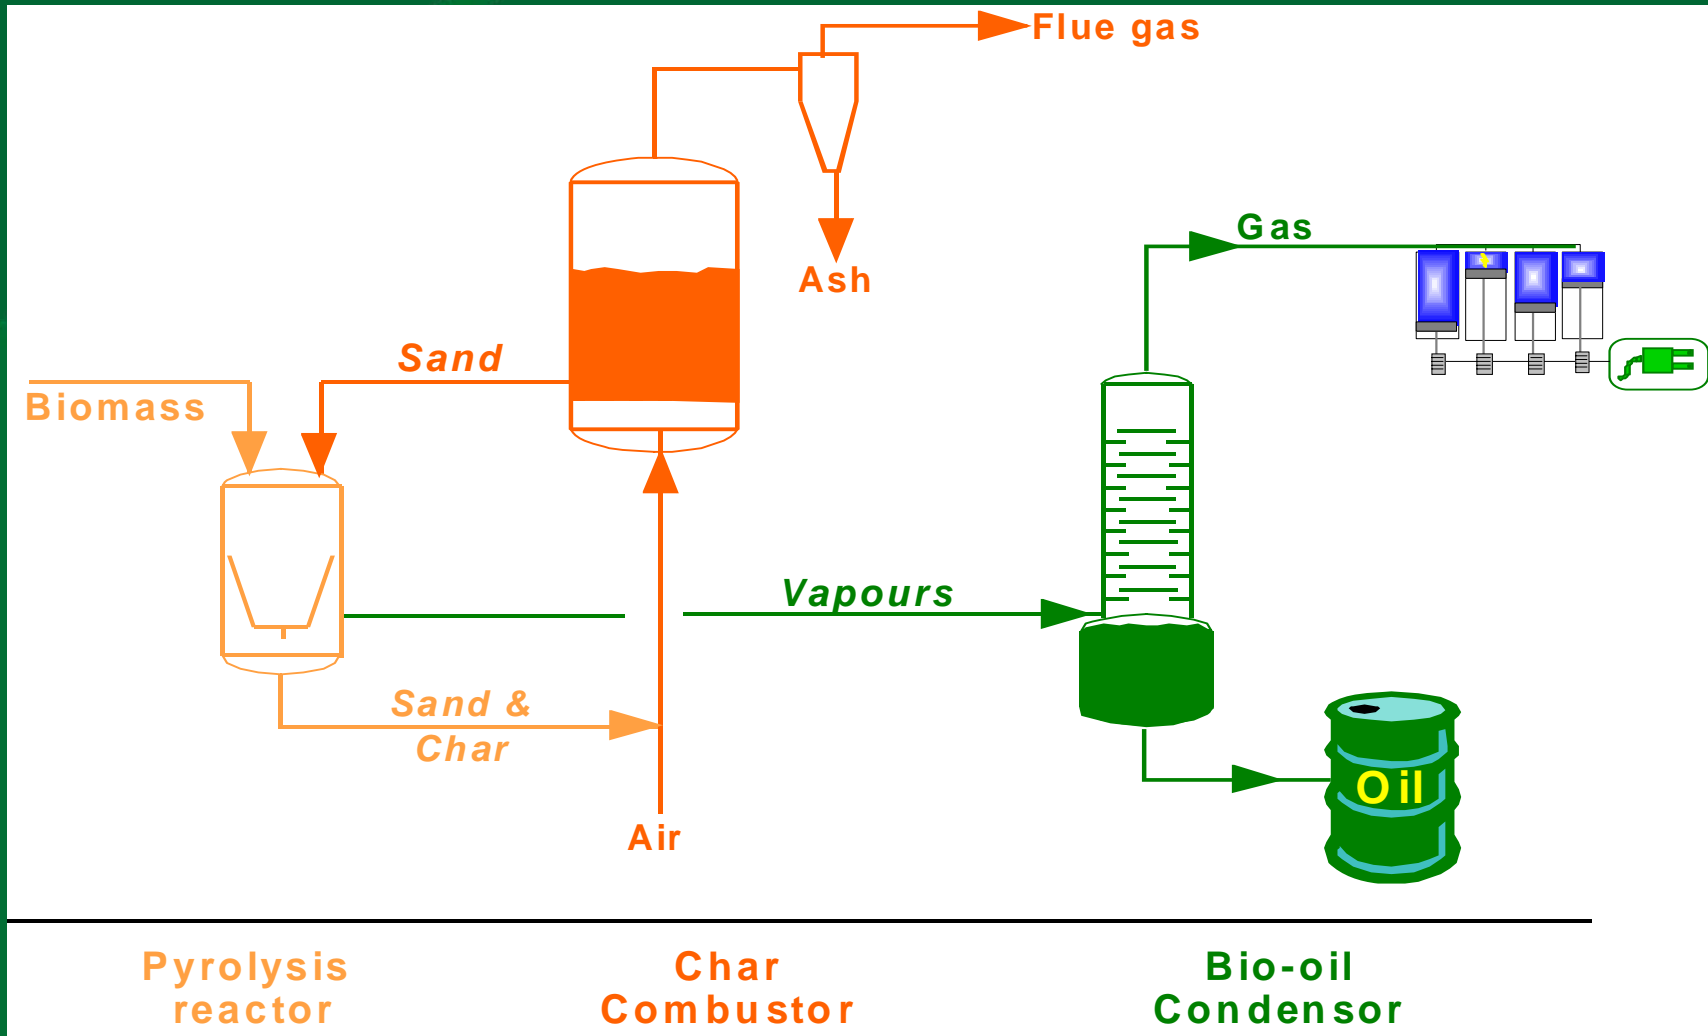 Flue gas
Gas
Ash
Sand
Biomass
Vapours
Sand &
Char
Oil
Air
Pyrolysis
reactor
Char
Combustor
Bio-oil
Condensor